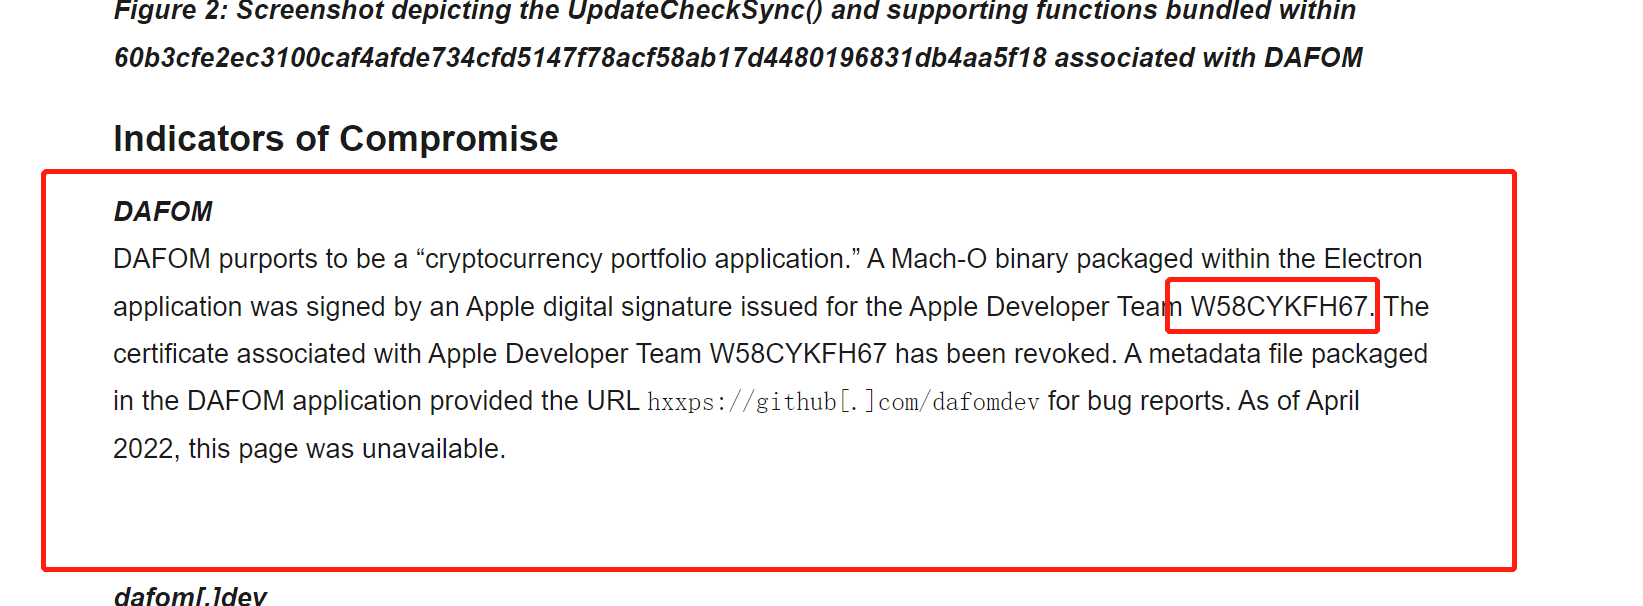 Figure 2: Screenshot depicting the UpdateCheckSync() and supporting functions bundled within
60b3cfe2ec3100caf4afde734cfd5147f78acf58ab17d4480196831db4aa5f18 associated with DAFOM
Indicators of Compromise
DAFOM
DAFOM purports to be a “cryptocurrency portfolio application.” A Mach-O binary packaged within the Electron
application was signed by an Apple digital signature issued for the Apple Developer Team W58CYKFH67. The
certificate associated with Apple Developer Team W58CYKFH67 has been revoked. A metadata file packaged
in the DAFOM application provided the URL hxxps://github[.]com/dafomdev for bug reports. As of April
2022, this page was unavailable.
dafom[.]dev